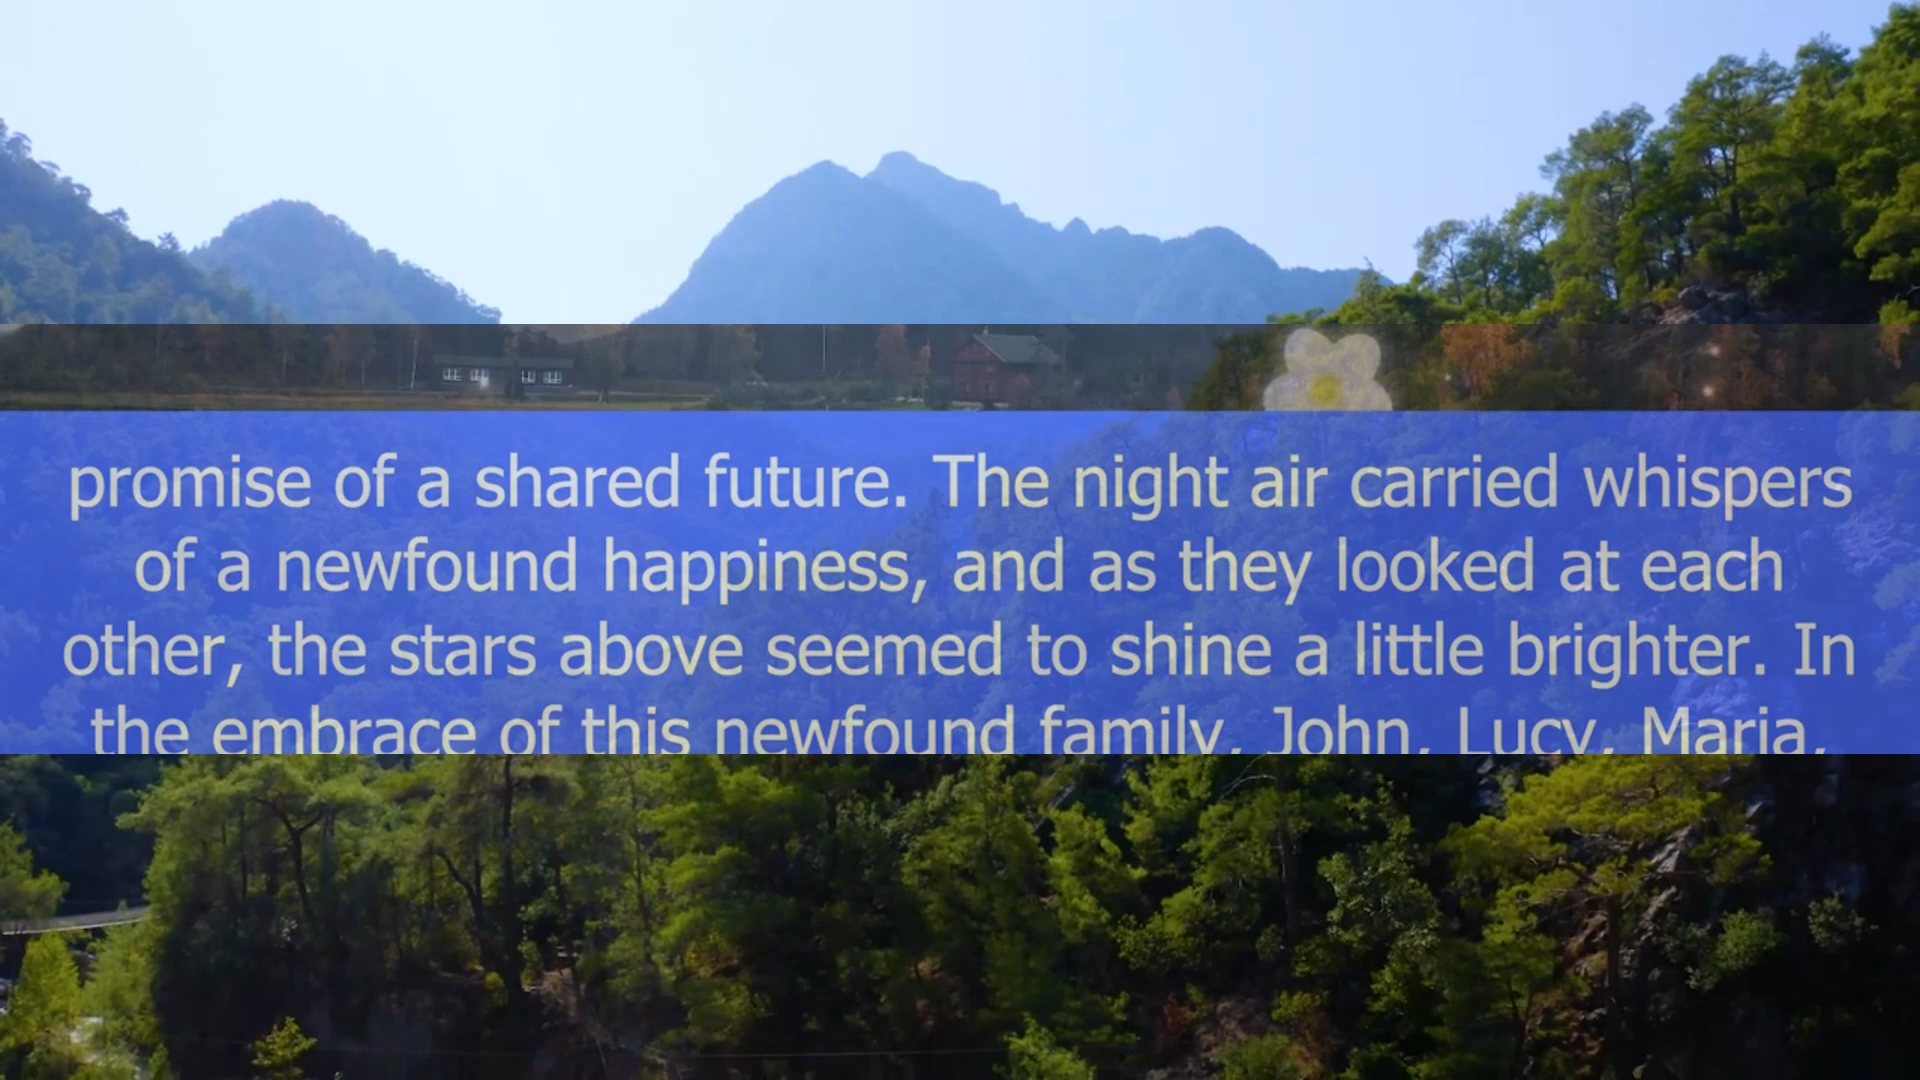 promise of a shared future. The night air carried whispers
of a newfound happiness, and as they looked at each
other, the stars above seemed to shine a little brighter. In
the embrace of this newfound family, John, Lucy, Maria,